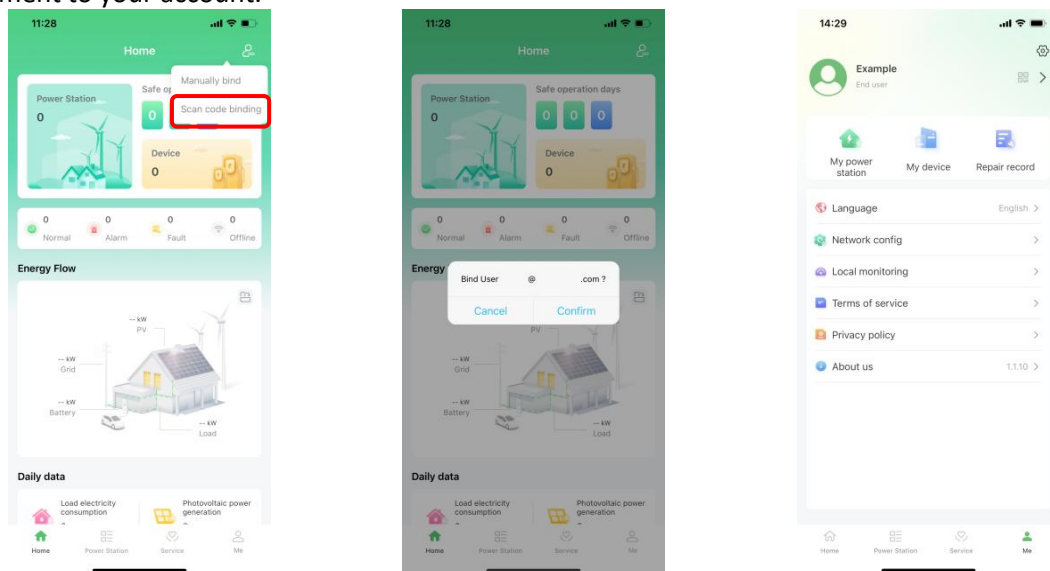 ment to your account.
11:28
Home
Manually bind
Scan code binding
Power Station
0
Safe op
0
Device
0
0
Normal
0
Alarm
0
Fault
0
Offline
Energy Flow
-- kW
PV
-- kW
Grid
-- kW
Battery
-- kW
Load
Daily data
Load electricity
consumption
Photovoltaic power
generation
Home
Power Station
Service
Me
11:28
Home
Power Station
0
Safe operation days
0 0 0
Device
0
0
Normal
0
Alarm
0
Fault
0
Offline
Energy
Bind User @ .com ?
Cancel
Confirm
PV
-- kW
Grid
-- kW
Battery
-- kW
Load
Daily data
Load electricity
consumption
Photovoltaic power
generation
Home
Power Station
Service
Me
14:29
Example
End user
My power
station
My device
Repair record
Language
English >
Network config >
Local monitoring >
Terms of service >
Privacy policy >
About us
1.1.10 >
Home
Power Station
Service
Me